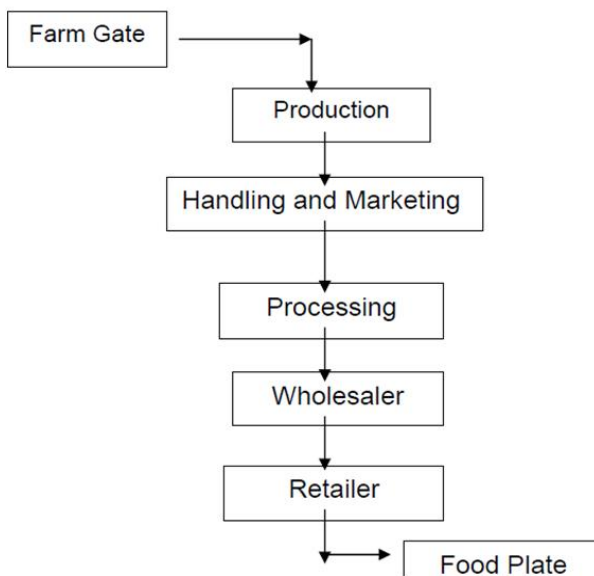 Farm Gate
Production
Handling and Marketing
Processing
Wholesaler
Retailer
Food Plate